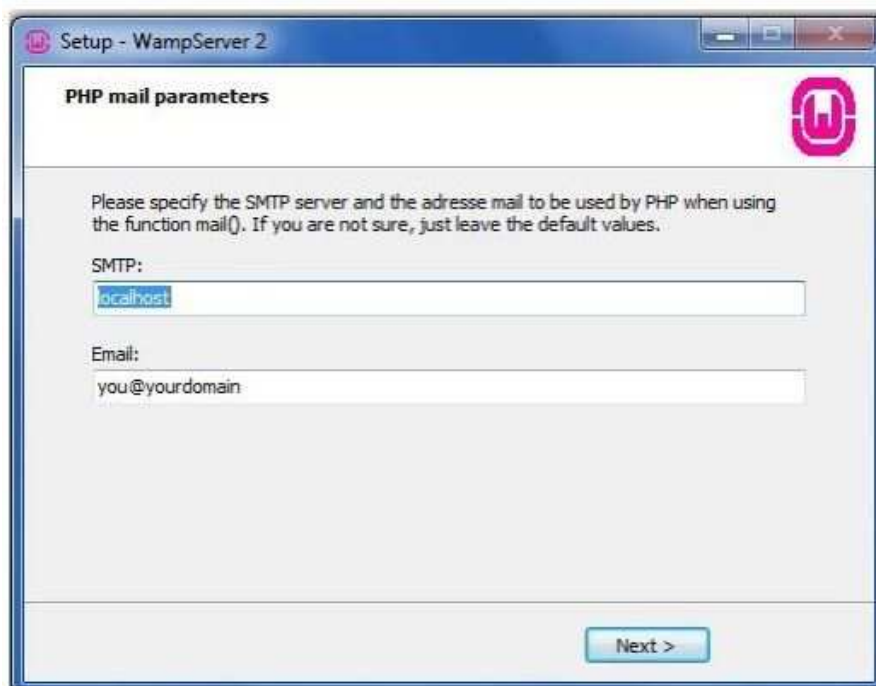 Setup - WampServer 2
PHP mail parameters
Please specify the SMTP server and the adresse mail to be used by PHP when using
the function mail(). If you are not sure, just leave the default values.
SMTP:
localhost
Email:
you@yourdomain
Next >